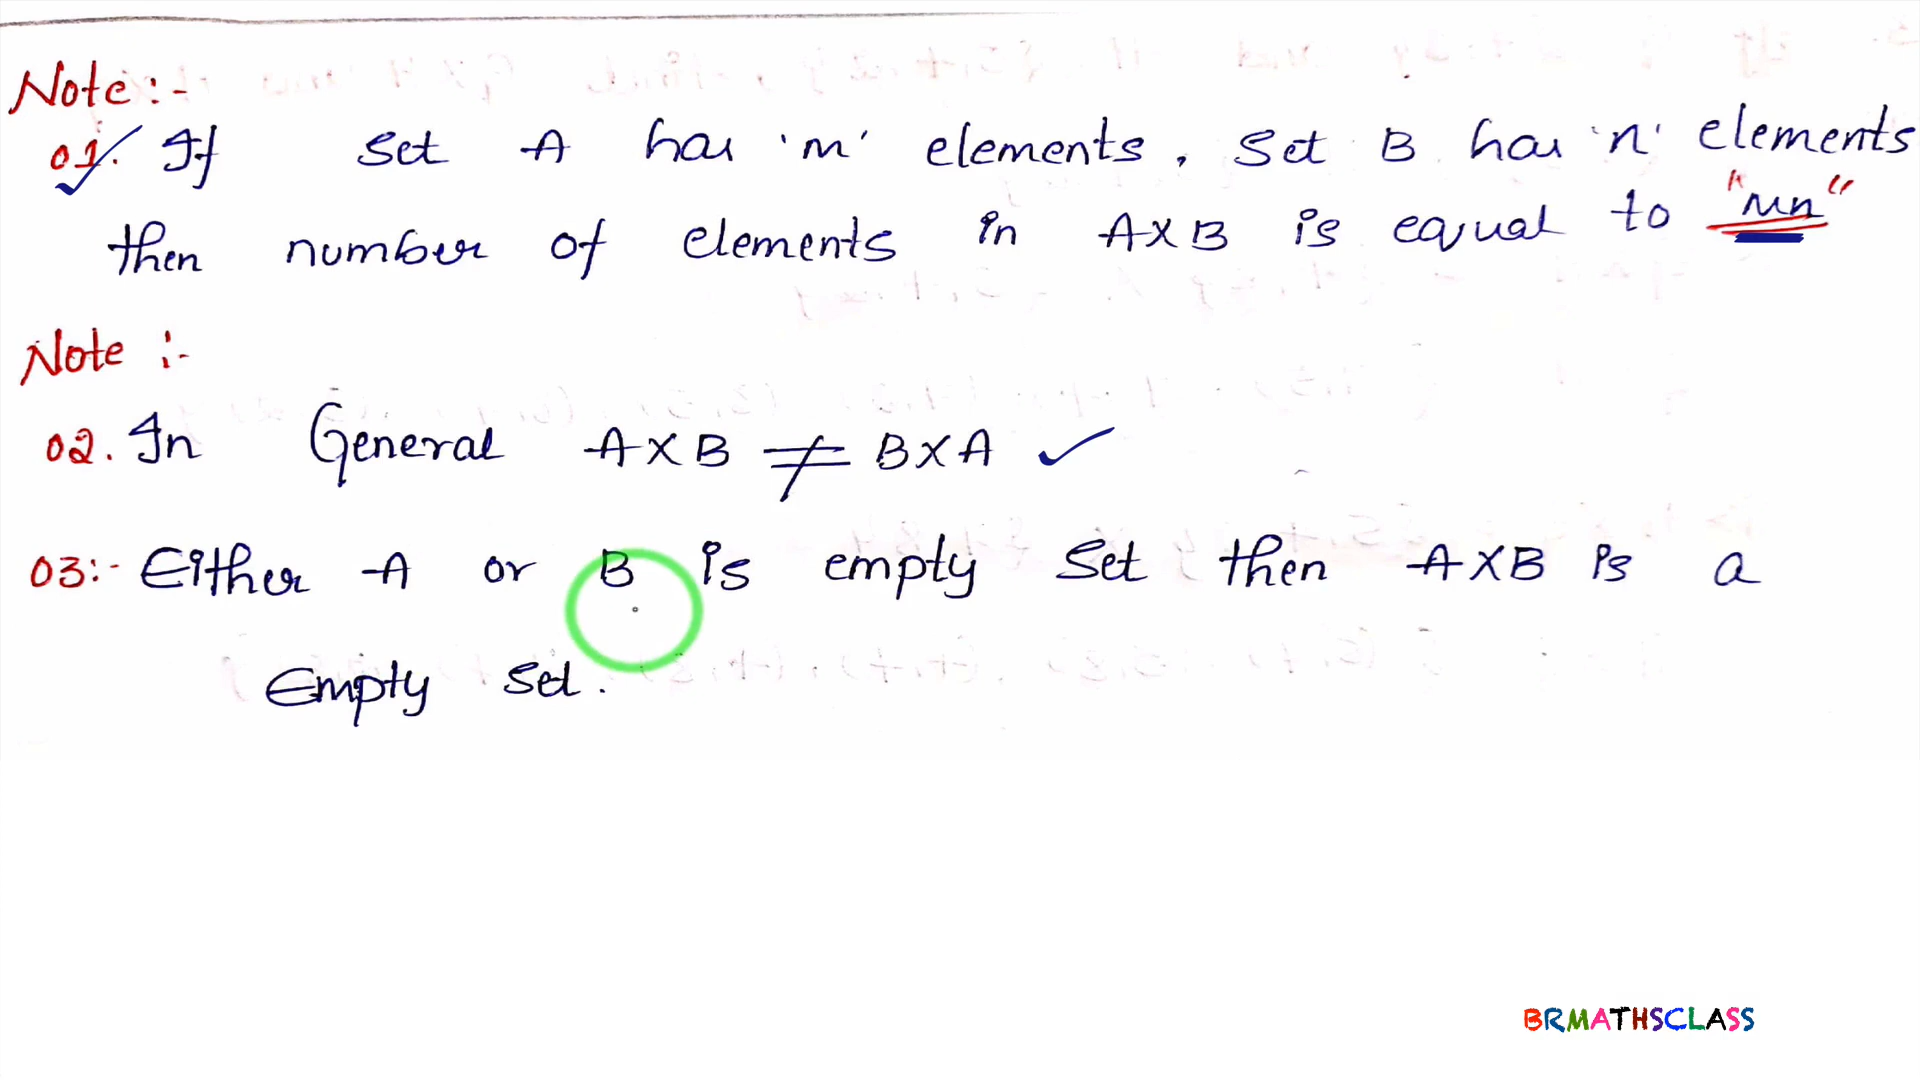 Note:-
01. If set A has 'm' elements, set B has 'n' elements
then number of elements in A×B is equal to "mn"
Note :-
02. In General A×B ≠ B×A ✓
03:- Either A or B is empty set then A×B is a
Empty set.
BRMATHSCLASS